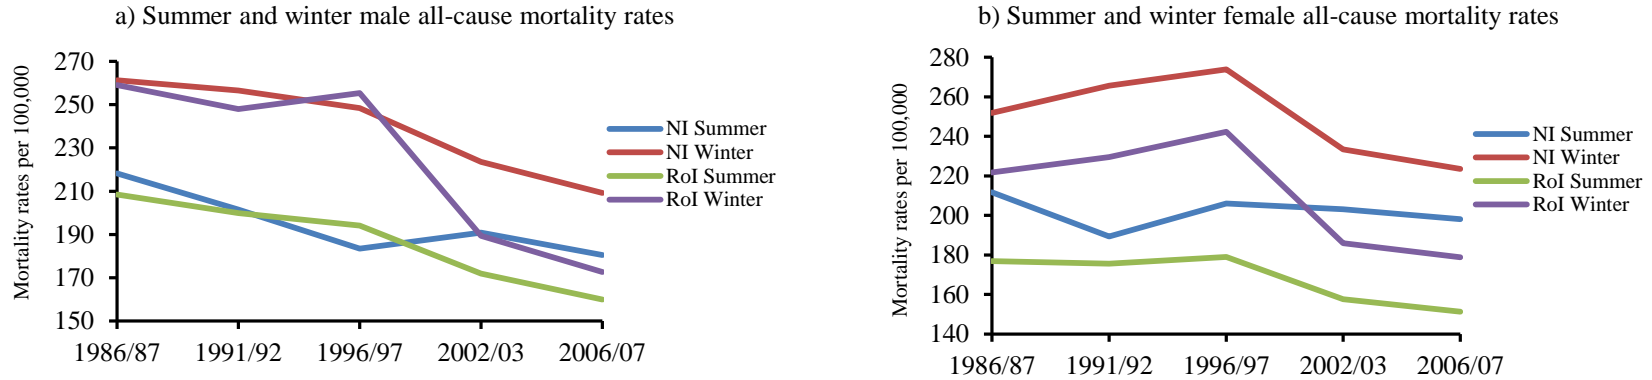 a) Summer and winter male all-cause mortality rates
Mortality rates per 100,000
270
250
230
210
190
170
150
1986/87 1991/92 1996/97 2002/03 2006/07
NI Summer
NI Winter
RoI Summer
RoI Winter
b) Summer and winter female all-cause mortality rates
Mortality rates per 100,000
280
260
240
220
200
180
160
140
1986/87 1991/92 1996/97 2002/03 2006/07
NI Summer
NI Winter
RoI Summer
RoI Winter